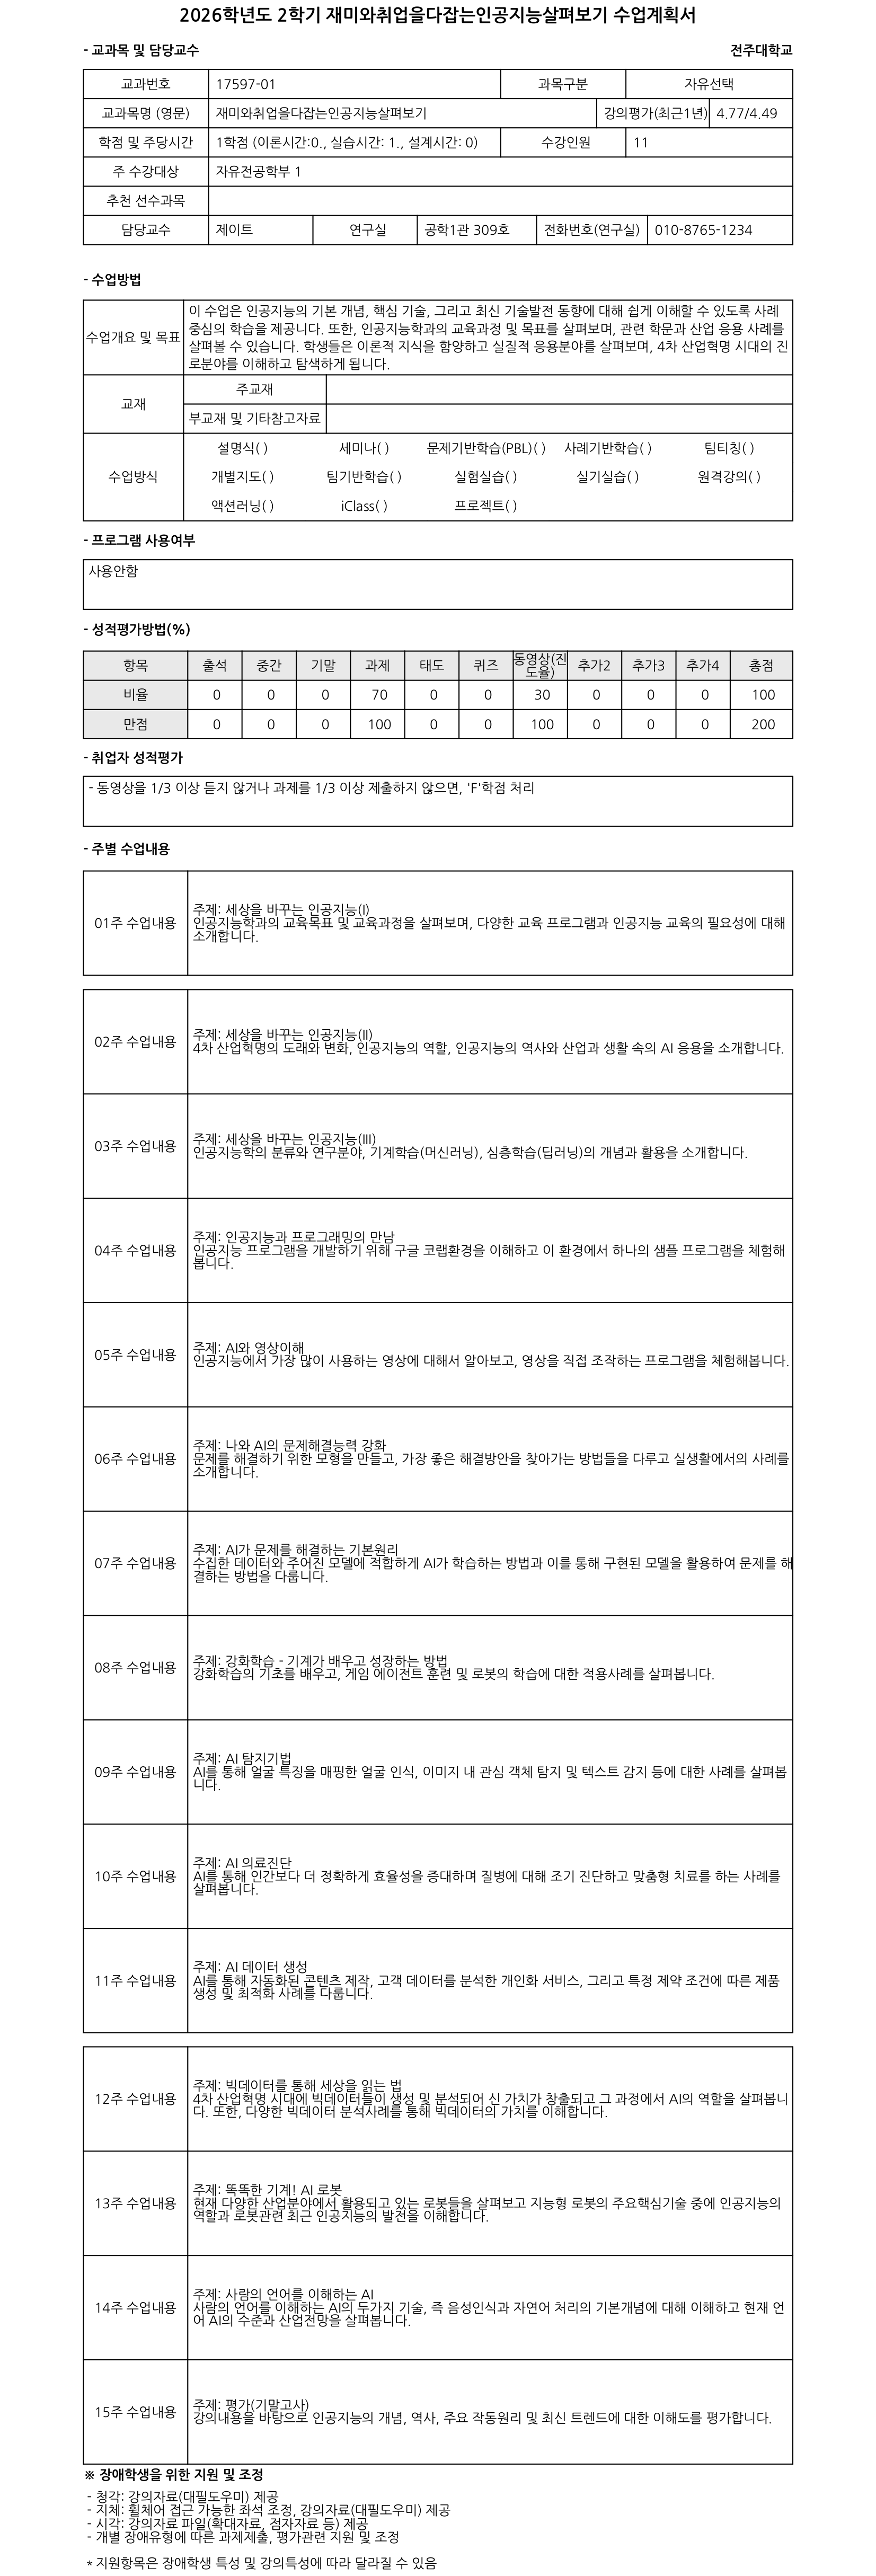 2026학년도 2학기 재미와취업을다잡는인공지능살펴보기 수업계획서
- 교과목 및 담당교수 전주대학교
교과번호 17597-01 과목구분 자유선택
교과목명 (영문) 재미와취업을다잡는인공지능살펴보기 강의평가(최근1년) 4.77/4.49
학점 및 주당시간 1학점 (이론시간:0., 실습시간: 1., 설계시간: 0) 수강인원 11
주 수강대상 자유전공학부 1
추천 선수과목
담당교수 제이트 연구실 공학1관 309호 전화번호(연구실) 010-8765-1234
- 수업방법
수업개요 및 목표
이 수업은 인공지능의 기본 개념, 핵심 기술, 그리고 최신 기술발전 동향에 대해 쉽게 이해할 수 있도록 사례
중심의 학습을 제공니다. 또한, 인공지능학과의 교육과정 및 목표를 살펴보며, 관련 학문과 산업 응용 사례를
살펴볼 수 있습니다. 학생들은 이론적 지식을 함양하고 실질적 응용분야를 살펴보며, 4차 산업혁명 시대의 진
로분야를 이해하고 탐색하게 됩니다.
교재
주교재
부교재 및 기타참고자료
수업방식
설명식( ) 세미나( ) 문제기반학습(PBL)( ) 사례기반학습( ) 팀티칭( )
개별지도( ) 팀기반학습( ) 실험실습( ) 실기실습( ) 원격강의( )
액션러닝( ) iClass( ) 프로젝트( )
- 프로그램 사용여부
사용안함
- 성적평가방법(%)
항목 출석 중간 기말 과제 태도 퀴즈 동영상(진도율) 추가2 추가3 추가4 총점
비율 0 0 0 70 0 0 30 0 0 0 100
만점 0 0 0 100 0 0 100 0 0 0 200
- 취업자 성적평가
- 동영상을 1/3 이상 듣지 않거나 과제를 1/3 이상 제출하지 않으면, 'F'학점 처리
- 주별 수업내용
01주 수업내용
주제: 세상을 바꾸는 인공지능(I)
인공지능학과의 교육목표 및 교육과정을 살펴보며, 다양한 교육 프로그램과 인공지능 교육의 필요성에 대해
소개합니다.
02주 수업내용
주제: 세상을 바꾸는 인공지능(II)
4차 산업혁명의 도래와 변화, 인공지능의 역할, 인공지능의 역사와 산업과 생활 속의 AI 응용을 소개합니다.
03주 수업내용
주제: 세상을 바꾸는 인공지능(III)
인공지능학의 분류와 연구분야, 기계학습(머신러닝), 심층학습(딥러닝)의 개념과 활용을 소개합니다.
04주 수업내용
주제: 인공지능과 프로그래밍의 만남
인공지능 프로그램을 개발하기 위해 구글 코랩환경을 이해하고 이 환경에서 하나의 샘플 프로그램을 체험해
봅니다.
05주 수업내용
주제: AI와 영상이해
인공지능에서 가장 많이 사용하는 영상에 대해서 알아보고, 영상을 직접 조작하는 프로그램을 체험해봅니다.
06주 수업내용
주제: 나와 AI의 문제해결능력 강화
문제를 해결하기 위한 모형을 만들고, 가장 좋은 해결방안을 찾아가는 방법들을 다루고 실생활에서의 사례를
소개합니다.
07주 수업내용
주제: AI가 문제를 해결하는 기본원리
수집한 데이터와 주어진 모델에 적합하게 AI가 학습하는 방법과 이를 통해 구현된 모델을 활용하여 문제를 해
결하는 방법을 다룹니다.
08주 수업내용
주제: 강화학습 - 기계가 배우고 성장하는 방법
강화학습의 기초를 배우고, 게임 에이전트 훈련 및 로봇의 학습에 대한 적용사례를 살펴봅니다.
09주 수업내용
주제: AI 탐지기법
AI를 통해 얼굴 특징을 매핑한 얼굴 인식, 이미지 내 관심 객체 탐지 및 텍스트 감지 등에 대한 사례를 살펴봅
니다.
10주 수업내용
주제: AI 의료진단
AI를 통해 인간보다 더 정확하게 효율성을 증대하며 질병에 대해 조기 진단하고 맞춤형 치료를 하는 사례를
살펴봅니다.
11주 수업내용
주제: AI 데이터 생성
AI를 통해 자동화된 콘텐츠 제작, 고객 데이터를 분석한 개인화 서비스, 그리고 특정 제약 조건에 따른 제품
생성 및 최적화 사례를 다룹니다.
12주 수업내용
주제: 빅데이터를 통해 세상을 읽는 법
4차 산업혁명 시대에 빅데이터들이 생성 및 분석되어 신 가치가 창출되고 그 과정에서 AI의 역할을 살펴봅니
다. 또한, 다양한 빅데이터 분석사례를 통해 빅데이터의 가치를 이해합니다.
13주 수업내용
주제: 똑똑한 기계! AI 로봇
현재 다양한 산업분야에서 활용되고 있는 로봇들을 살펴보고 지능형 로봇의 주요핵심기술 중에 인공지능의
역할과 로봇관련 최근 인공지능의 발전을 이해합니다.
14주 수업내용
주제: 사람의 언어를 이해하는 AI
사람의 언어를 이해하는 AI의 두가지 기술, 즉 음성인식과 자연어 처리의 기본개념에 대해 이해하고 현재 언
어 AI의 수준과 산업전망을 살펴봅니다.
15주 수업내용
주제: 평가(기말고사)
강의내용을 바탕으로 인공지능의 개념, 역사, 주요 작동원리 및 최신 트렌드에 대한 이해도를 평가합니다.
※ 장애학생을 위한 지원 및 조정
- 청각: 강의자료(대필도우미) 제공
- 지체: 휠체어 접근 가능한 좌석 조정, 강의자료(대필도우미) 제공
- 시각: 강의자료 파일(확대자료, 점자자료 등) 제공
- 개별 장애유형에 따른 과제제출, 평가관련 지원 및 조정
* 지원항목은 장애학생 특성 및 강의특성에 따라 달라질 수 있음